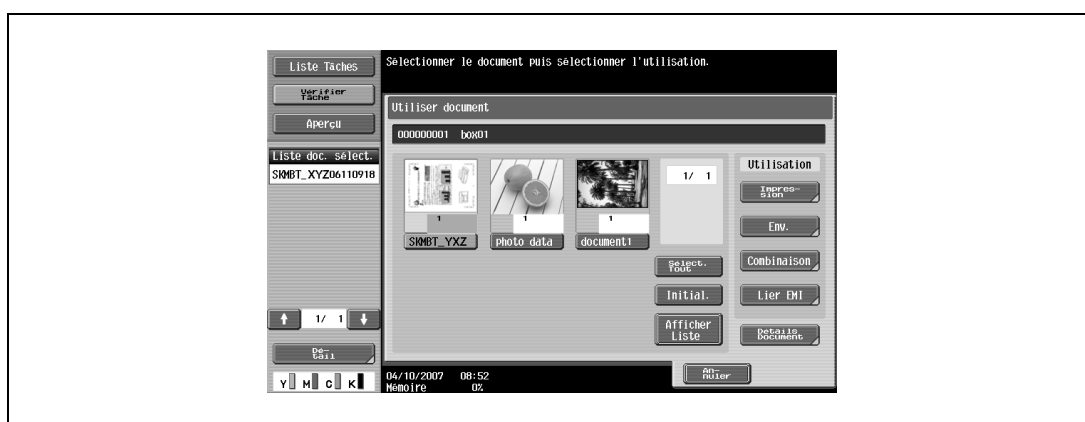 Liste Tâches
Vérifier
Tâche
Aperçu
Liste doc. sélect.
SKMBT_XYZ06110918
1/ 1
Dé-
tail
Y M C K
Sélectionner le document puis sélectionner l'utilisation.
Utiliser document
000000001 box01
1
SKMBT_YXZ
1
photo data
1
document1
1/ 1
Sélect.
Tout
Initial.
Afficher
Liste
Utilisation
Impres-
sion
Env.
Combinaison
Lier EMI
Détails
Document
An-
nuler
04/10/2007 08:52
Mémoire 0%